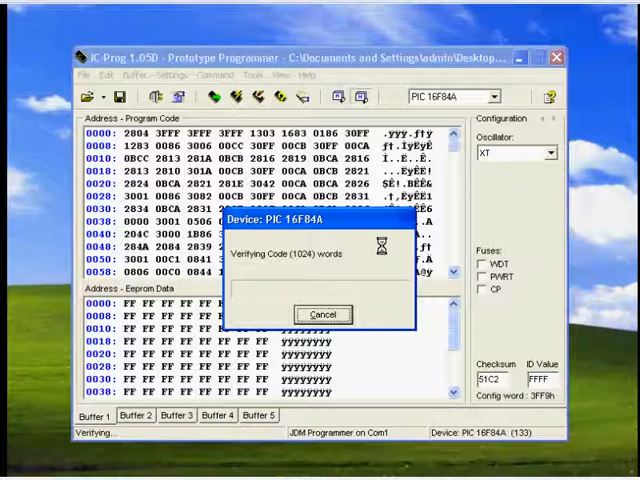 IC-Prog 1.05D - Prototype Programmer - C:\Documents and Settings\admin\Desktop...
File Edit Buffer Settings Command Tools View Help
PIC 16F84A
Address - Program Code
0000: 2804 3FFF 3FFF 3FFF 1303 1683 0186 30FF
0008: 1283 0086 3006 00CC 30FF 00CB 30FF 00CA
0010: 0BCC 2813 281A 0BCB 2816 2819 0BCA 2816
0018: 2813 2810 301A 00CB 30FF 00CA 0BCB 2821
0020: 2824 0BCA 2821 281E 3042 00CA 0BCA 2827
0028: 3001 0086 30FF 00CB 30FF 00CA 0BCB
0030: 2834 0BCA 2831
0038: 0000 3001 0506
0040: 204C 3000 1B86
0048: 284A 2084 2839
0050: 3001 00C1 0841
0058: 0806 00C0 0844
Address - Eeprom Data
0000: FF FF FF FF FF
0008: FF FF FF FF FF
0010: FF FF FF FF FF
0018: FF FF FF FF FF FF FF FF ÿÿÿÿÿÿÿÿ
0020: FF FF FF FF FF FF FF FF ÿÿÿÿÿÿÿÿ
0028: FF FF FF FF FF FF FF FF ÿÿÿÿÿÿÿÿ
0030: FF FF FF FF FF FF FF FF ÿÿÿÿÿÿÿÿ
0038: FF FF FF FF FF FF FF FF ÿÿÿÿÿÿÿÿ
Device: PIC 16F84A
Verifying Code (1024) words
Cancel
Configuration
Oscillator:
XT
Fuses:
WDT
PWRT
CP
Checksum ID Value
51C2 FFFF
Config word : 3FF9h
Buffer 1 Buffer 2 Buffer 3 Buffer 4 Buffer 5
Verifying... JDM Programmer on Com1 Device: PIC 16F84A (133)